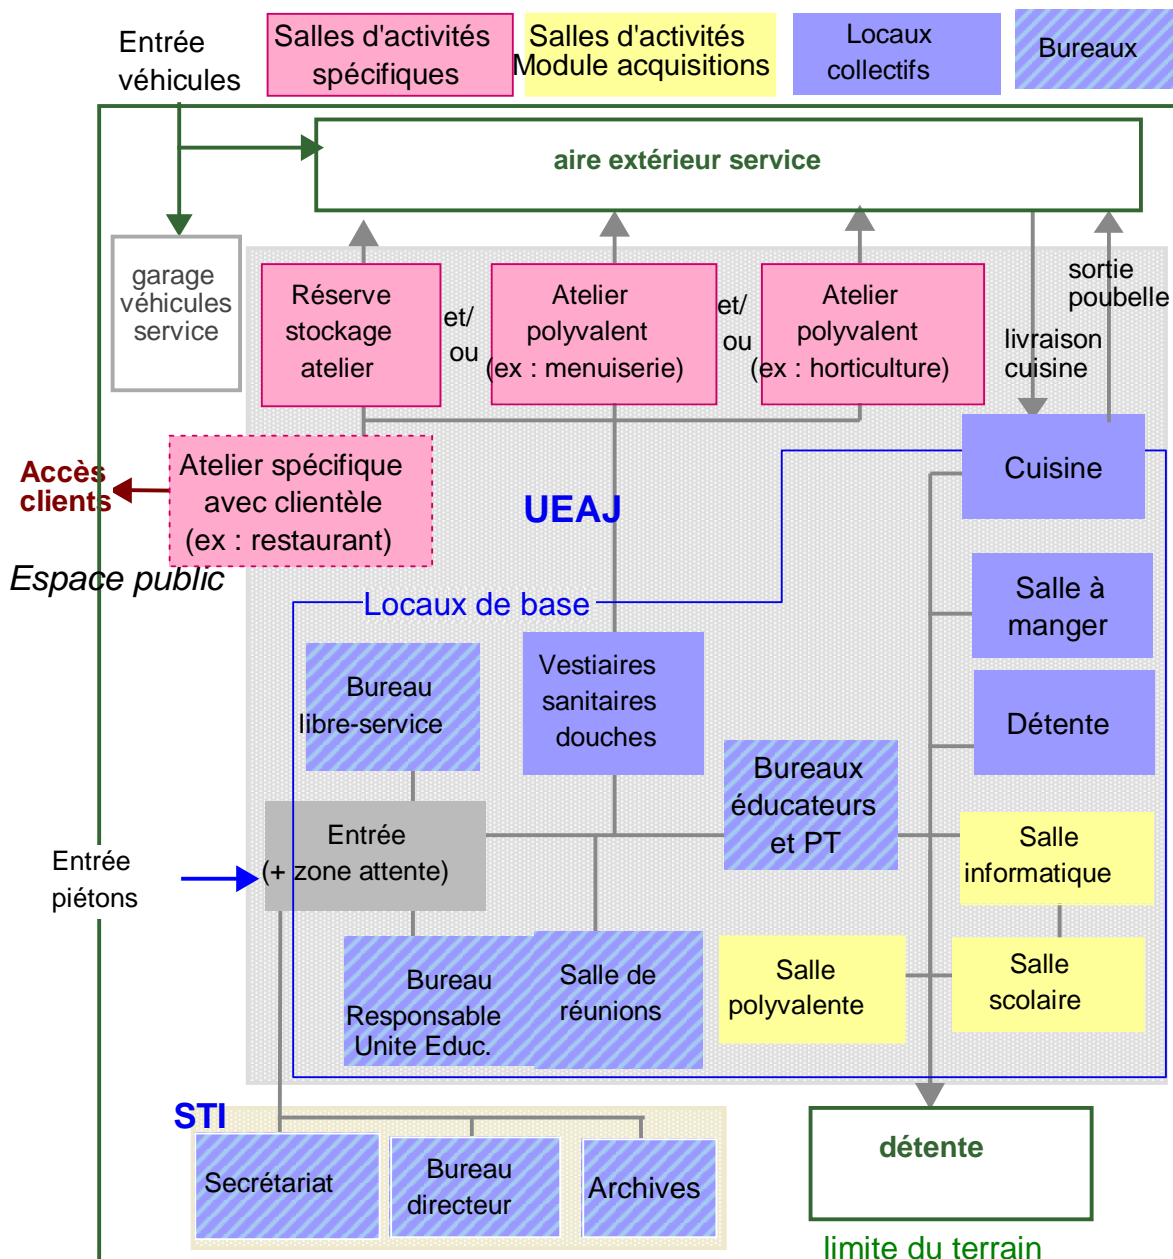 Entrée
véhicules
Salles d'activités
spécifiques
Salles d'activités
Module acquisitions
Locaux
collectifs
Bureaux
aire extérieur service
garage
véhicules
service
Réserve
stockage
atelier
et/
ou
Atelier
polyvalent
(ex : menuiserie)
et/
ou
Atelier
polyvalent
(ex : horticulture)
sortie
poubelle
livraison
cuisine
Accès
clients
Atelier spécifique
avec clientèle
(ex : restaurant)
UEAJ
Cuisine
Espace public
Locaux de base
Salle à
manger
Bureau
libre-service
Vestiaires
sanitaires
douches
Détente
Bureaux
éducateurs
et PT
Entrée
(+ zone attente)
Entrée
piétons
Salle
informatique
Bureau
Responsable
Unite Educ.
Salle de
réunions
Salle
polyvalente
Salle
scolaire
STI
Secrétariat
Bureau
directeur
Archives
détente
limite du terrain